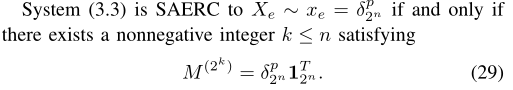 System (3.3) is SAERC to X_e ∼ x_e = δ_{2^n}^p if and only if
there exists a nonnegative integer k ≤ n satisfying
M^{(2^k)} = δ_{2^n}^p 1_{2^n}^T. (29)